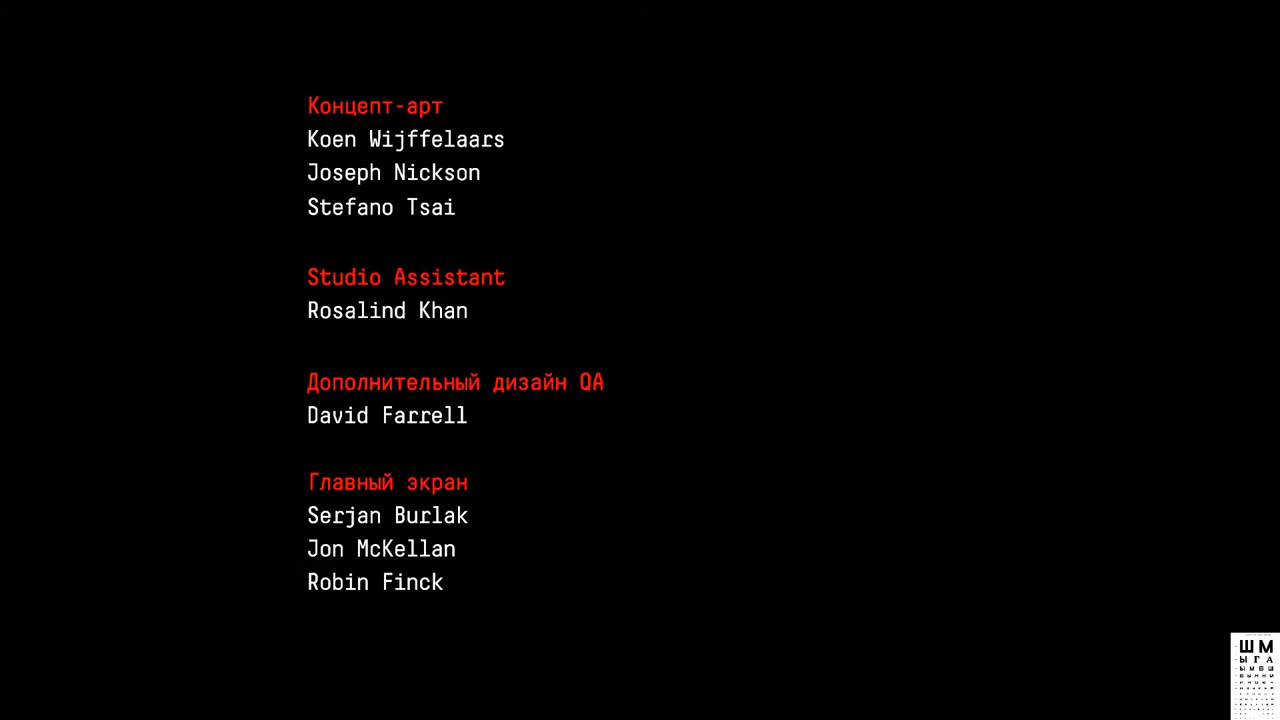 Концепт-арт
Koen Wijffelaars
Joseph Nickson
Stefano Tsai
Studio Assistant
Rosalind Khan
Дополнительный дизайн QA
David Farrell
Главный экран
Serjan Burlak
Jon McKellan
Robin Finck
Ш М
Ы Г А
Ы М Б Ш
Б Ы Н К И